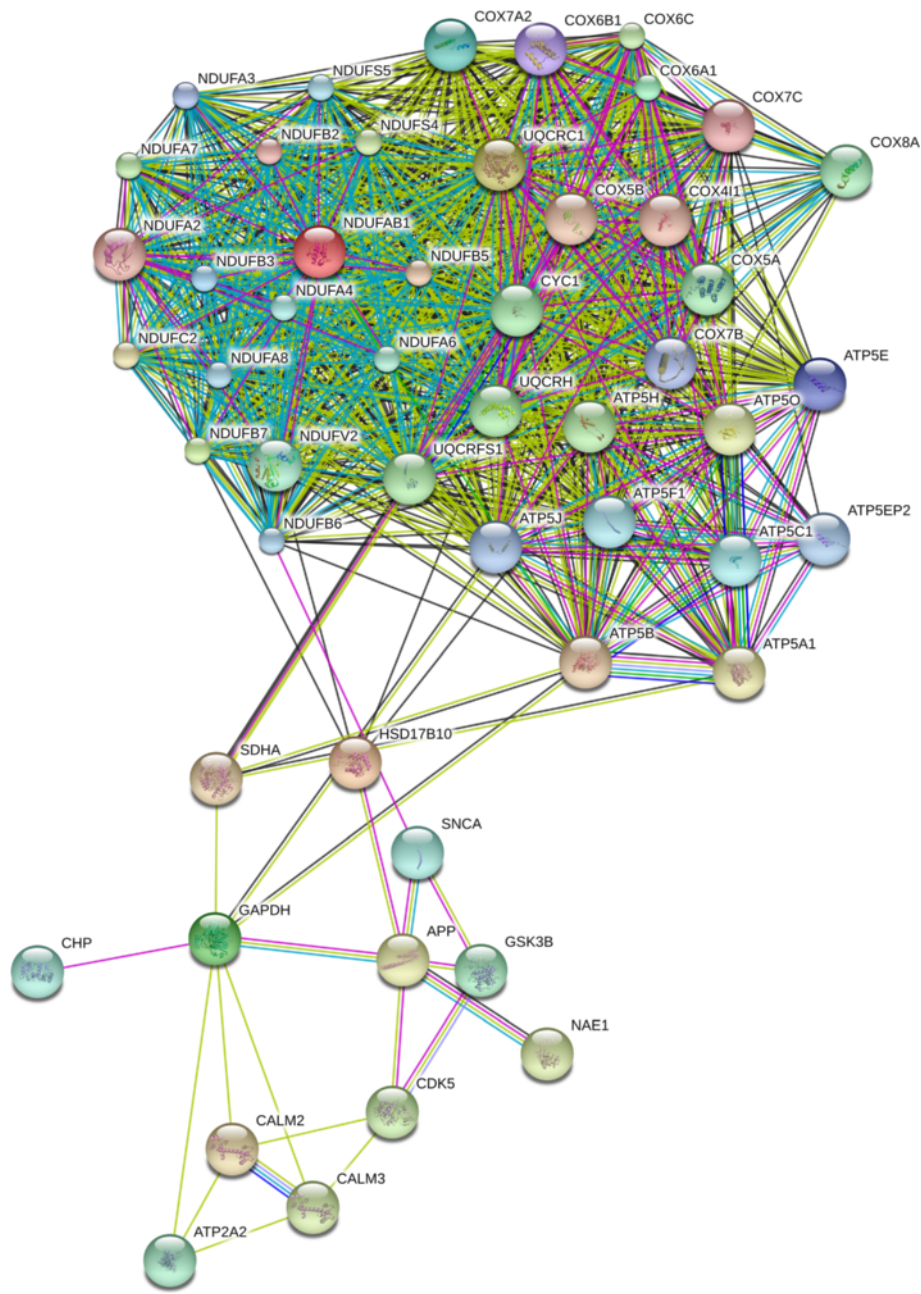 COX7A2
COX6B1
COX6C
NDUFA3
NDUFS5
COX6A1
COX7C
NDUFB2
NDUFS4
UQCRC1
COX8A
NDUFA7
COX5B
COX4I1
NDUFA2
NDUFAB1
NDUFB3
NDUFB5
COX5A
NDUFA4
CYC1
NDUFC2
NDUFA8
NDUFA6
COX7B
ATP5E
UQCRH
ATP5H
ATP5O
NDUFB7
NDUFV2
UQCRFS1
ATP5F1
ATP5EP2
NDUFB6
ATP5J
ATP5C1
ATP5B
ATP5A1
SDHA
HSD17B10
SNCA
GAPDH
APP
GSK3B
CHP
NAE1
CDK5
CALM2
CALM3
ATP2A2